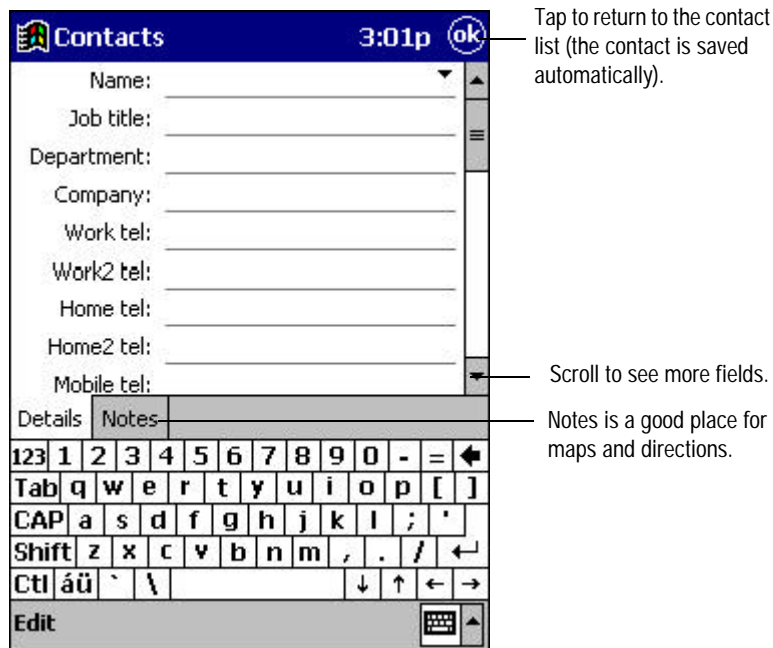 Contacts 3:01p ok
Tap to return to the contact
list (the contact is saved
automatically).
Name:
Job title:
Department:
Company:
Work tel:
Work2 tel:
Home tel:
Home2 tel:
Mobile tel:
Scroll to see more fields.
Details Notes
Notes is a good place for
maps and directions.
123 1 2 3 4 5 6 7 8 9 0 - =
Tab q w e r t y u i o p [ ]
CAP a s d f g h j k l ; '
Shift z x c v b n m , . / ↵
Ctl áü ` \ ↓ ↑ ← →
Edit